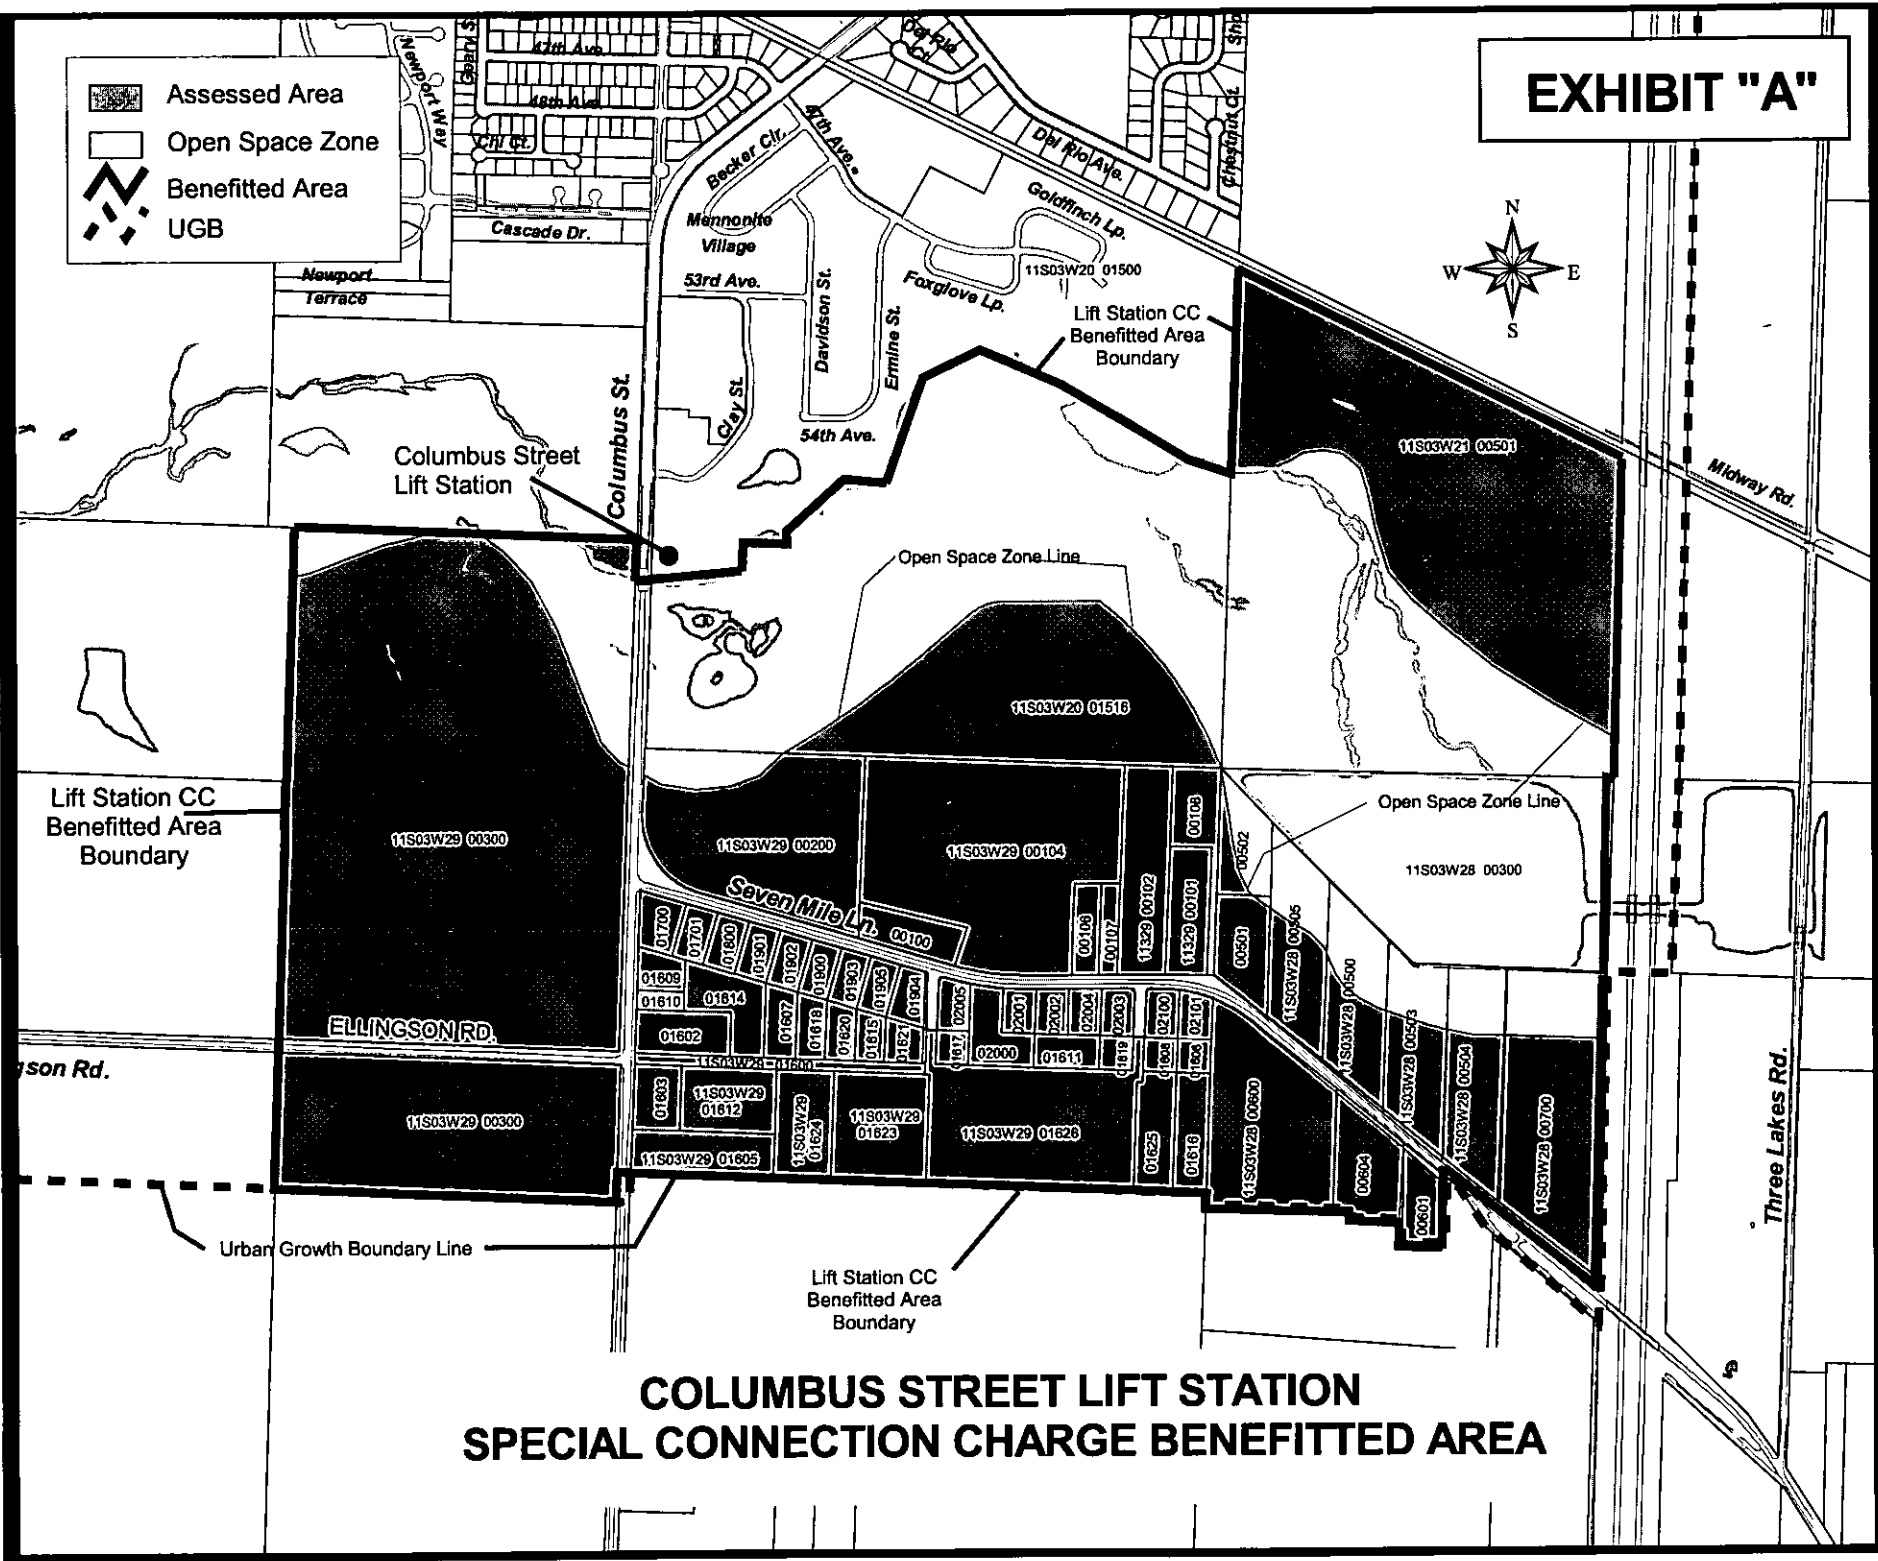 EXHIBIT "A"
Assessed Area
Open Space Zone
Benefitted Area
UGB
Newport Way
Geary S
47th Ave.
48th Ave.
Chi Ct.
Cascade Dr.
Newport
Terrace
Del Rio
Ct.
Del Rio Ave.
Chestnut Ct.
Sho
Becker Cir.
47th Ave.
Mennonite
Village
53rd Ave.
Davidson St.
Ermine St.
Clay St.
54th Ave.
Foxglove Lp.
Goldfinch Lp.
11S03W20 01500
Lift Station CC
Benefitted Area
Boundary
N
W
E
S
11S03W21 00501
Midway Rd.
Columbus St.
Columbus Street
Lift Station
Open Space Zone Line
11S03W20 01516
Lift Station CC
Benefitted Area
Boundary
11S03W29 00300
11S03W29 00200
11S03W29 00104
00108
00502
Open Space Zone Line
11S03W28 00300
Seven Mile Ln.
00100
00106
00107
11329 00102
11329 00101
00501
11S03W28 00505
11S03W28 00500
11S03W28 00503
11S03W28 00504
11S03W28 00700
01700
01701
01800
01901
01902
01900
01903
01905
01904
01609
01610
01614
01602
01607
01618
01620
01615
01621
02005
02001
02002
02004
02003
02100
02101
01617
02000
01611
01619
01608
01606
ELLINGSON RD.
gson Rd.
11S03W29 01600
11S03W29 00300
01603
11S03W29
01612
11S03W29 01605
11S03W29
01624
11S03W29
01623
11S03W29 01626
01625
01616
11S03W28 00600
00604
00601
Three Lakes Rd.
Urban Growth Boundary Line
Lift Station CC
Benefitted Area
Boundary
COLUMBUS STREET LIFT STATION
SPECIAL CONNECTION CHARGE BENEFITTED AREA